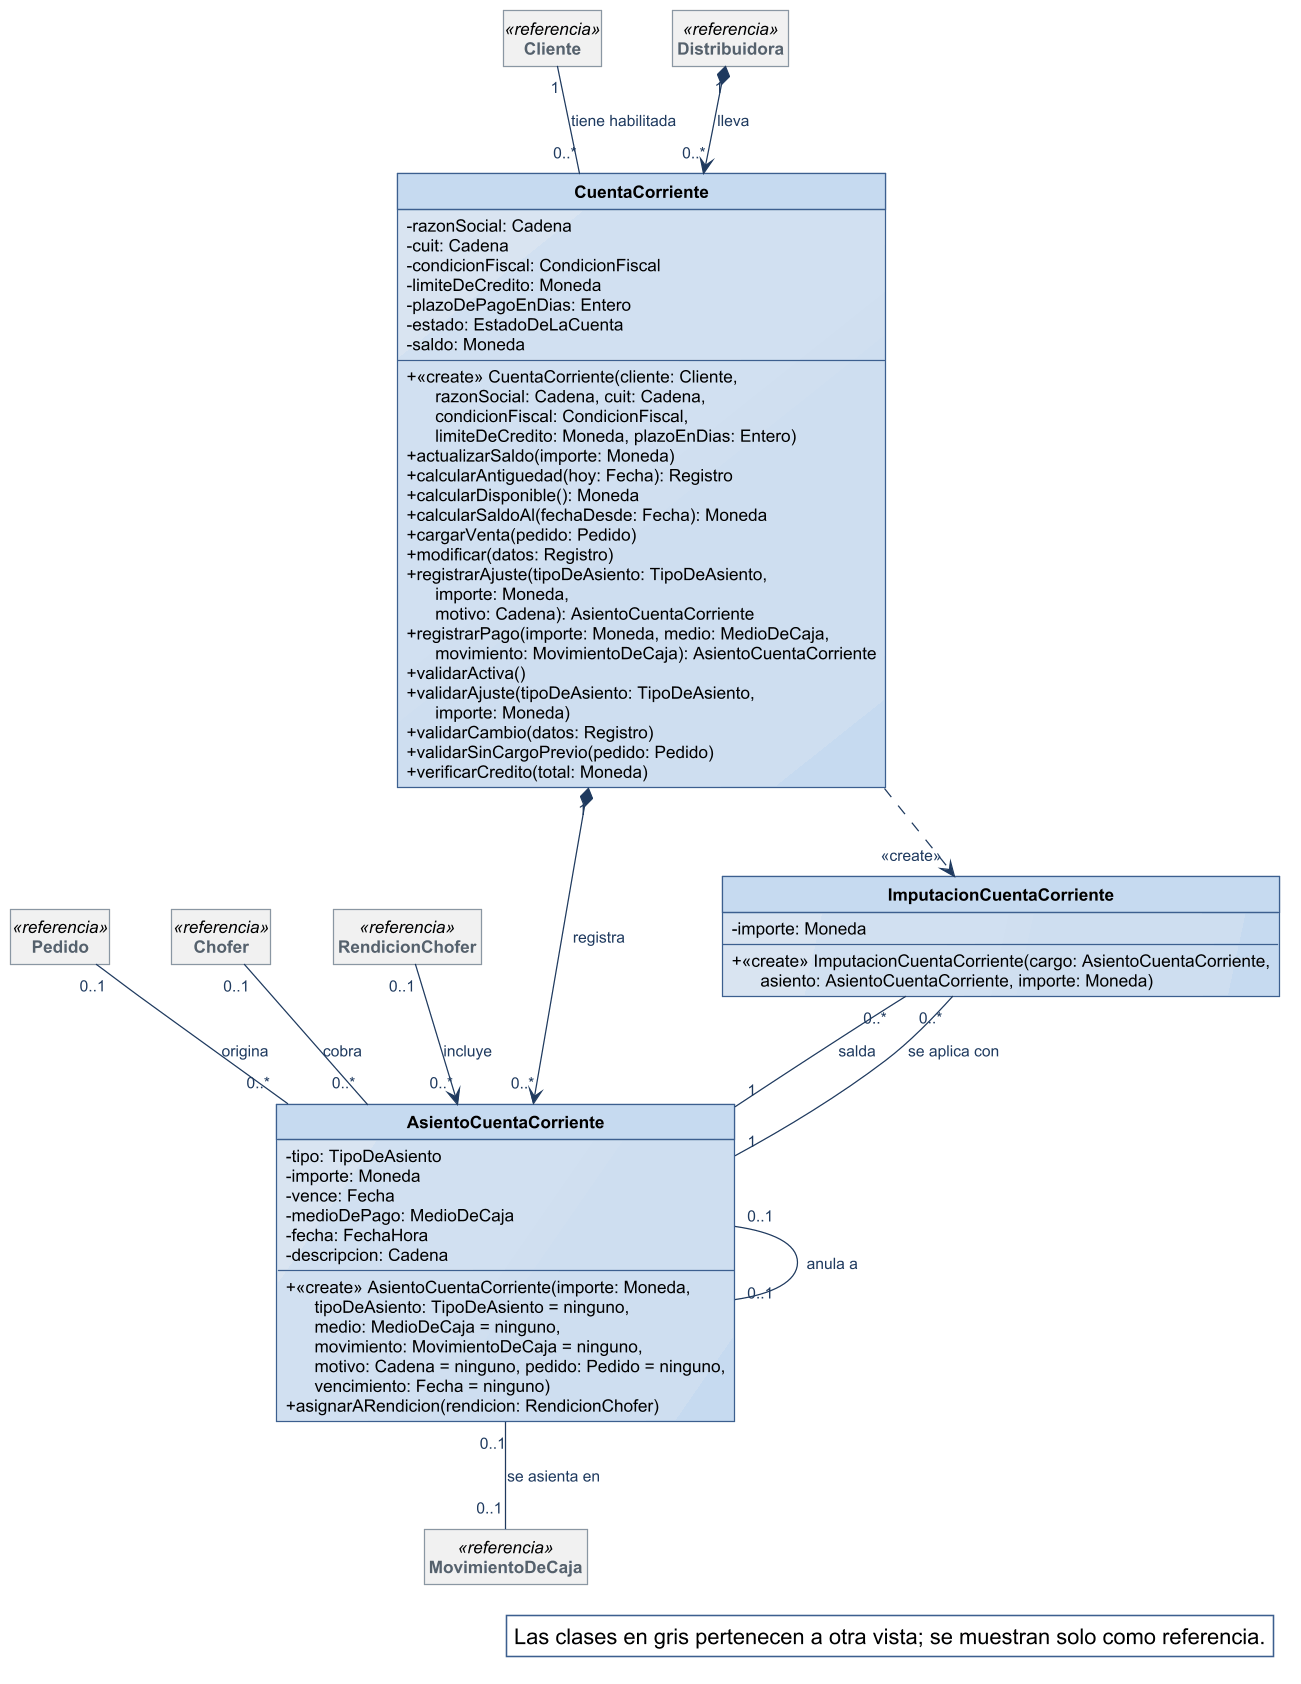 «referencia»
Cliente
«referencia»
Distribuidora
1
1
tiene habilitada
lleva
0..*
0..*
CuentaCorriente
-razonSocial: Cadena
-cuit: Cadena
-condicionFiscal: CondicionFiscal
-limiteDeCredito: Moneda
-plazoDePagoEnDias: Entero
-estado: EstadoDeLaCuenta
-saldo: Moneda
+«create» CuentaCorriente(cliente: Cliente,
razonSocial: Cadena, cuit: Cadena,
condicionFiscal: CondicionFiscal,
limiteDeCredito: Moneda, plazoEnDias: Entero)
+actualizarSaldo(importe: Moneda)
+calcularAntiguedad(hoy: Fecha): Registro
+calcularDisponible(): Moneda
+calcularSaldoAl(fechaDesde: Fecha): Moneda
+cargarVenta(pedido: Pedido)
+modificar(datos: Registro)
+registrarAjuste(tipoDeAsiento: TipoDeAsiento,
importe: Moneda,
motivo: Cadena): AsientoCuentaCorriente
+registrarPago(importe: Moneda, medio: MedioDeCaja,
movimiento: MovimientoDeCaja): AsientoCuentaCorriente
+validarActiva()
+validarAjuste(tipoDeAsiento: TipoDeAsiento,
importe: Moneda)
+validarCambio(datos: Registro)
+validarSinCargoPrevio(pedido: Pedido)
+verificarCredito(total: Moneda)
1
«create»
ImputacionCuentaCorriente
-importe: Moneda
+«create» ImputacionCuentaCorriente(cargo: AsientoCuentaCorriente,
asiento: AsientoCuentaCorriente, importe: Moneda)
«referencia»
Pedido
«referencia»
Chofer
«referencia»
RendicionChofer
registra
0..1
0..1
0..1
0..*
0..*
origina
cobra
incluye
salda
se aplica con
0..*
0..*
0..*
0..*
1
1
AsientoCuentaCorriente
-tipo: TipoDeAsiento
-importe: Moneda
-vence: Fecha
-medioDePago: MedioDeCaja
-fecha: FechaHora
-descripcion: Cadena
+«create» AsientoCuentaCorriente(importe: Moneda,
tipoDeAsiento: TipoDeAsiento = ninguno,
medio: MedioDeCaja = ninguno,
movimiento: MovimientoDeCaja = ninguno,
motivo: Cadena = ninguno, pedido: Pedido = ninguno,
vencimiento: Fecha = ninguno)
+asignarARendicion(rendicion: RendicionChofer)
0..1
anula a
0..1
0..1
se asienta en
0..1
«referencia»
MovimientoDeCaja
Las clases en gris pertenecen a otra vista; se muestran solo como referencia.